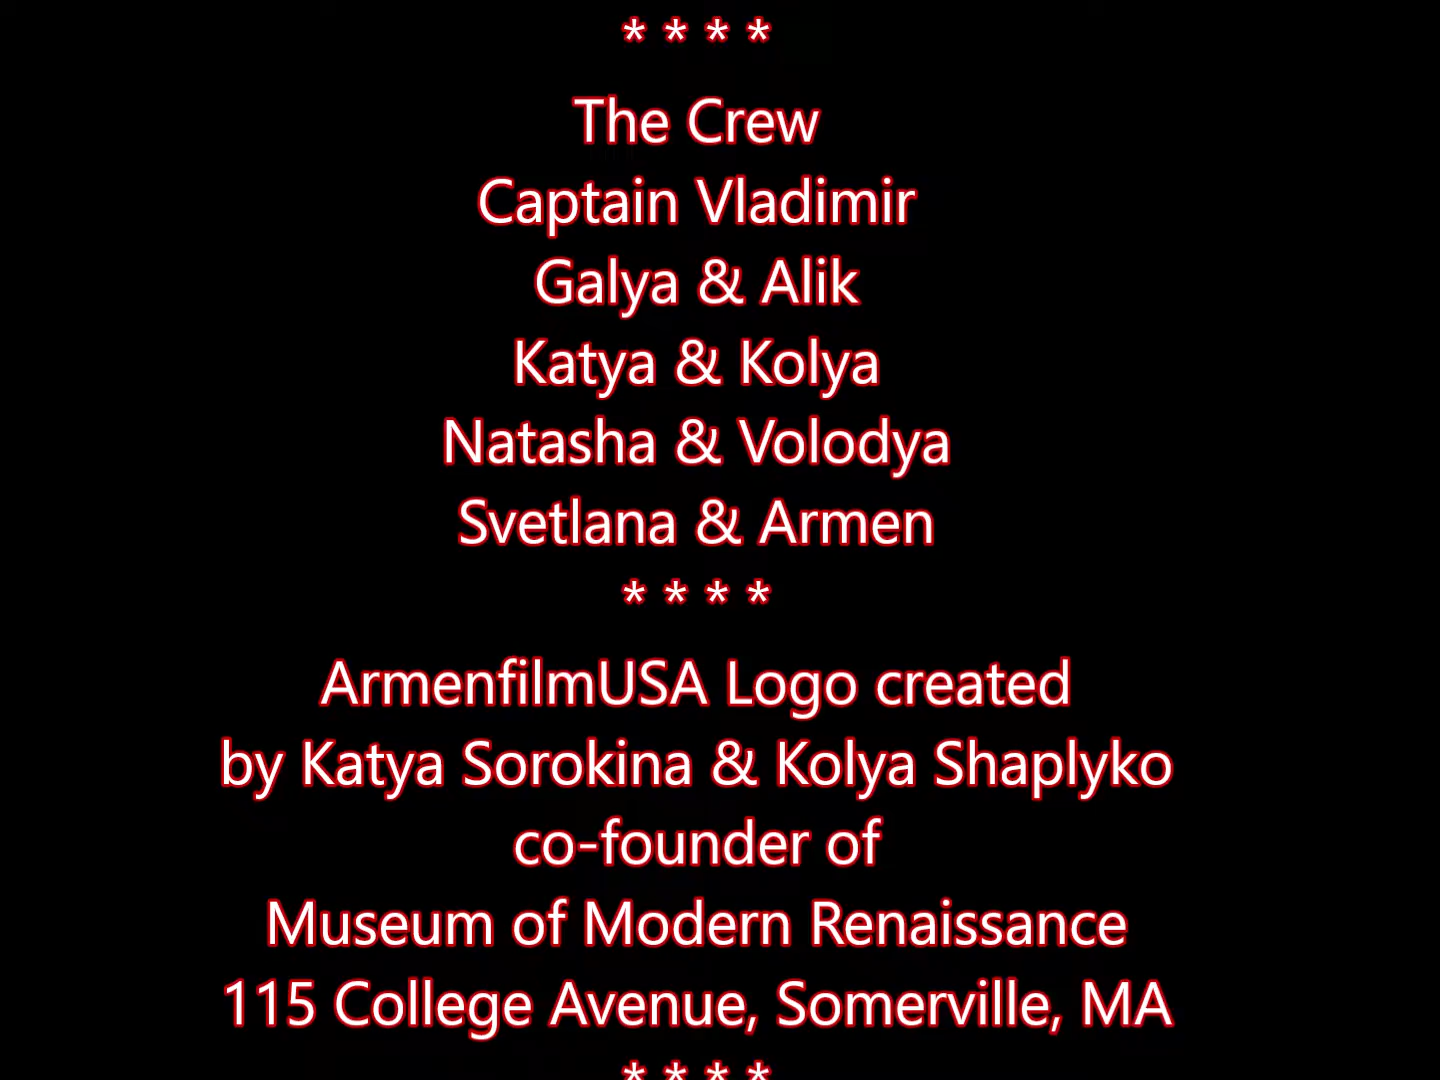 * * * *
The Crew
Captain Vladimir
Galya & Alik
Katya & Kolya
Natasha & Volodya
Svetlana & Armen
* * * *
ArmenfilmUSA Logo created
by Katya Sorokina & Kolya Shaplyko
co-founder of
Museum of Modern Renaissance
115 College Avenue, Somerville, MA
* * * *